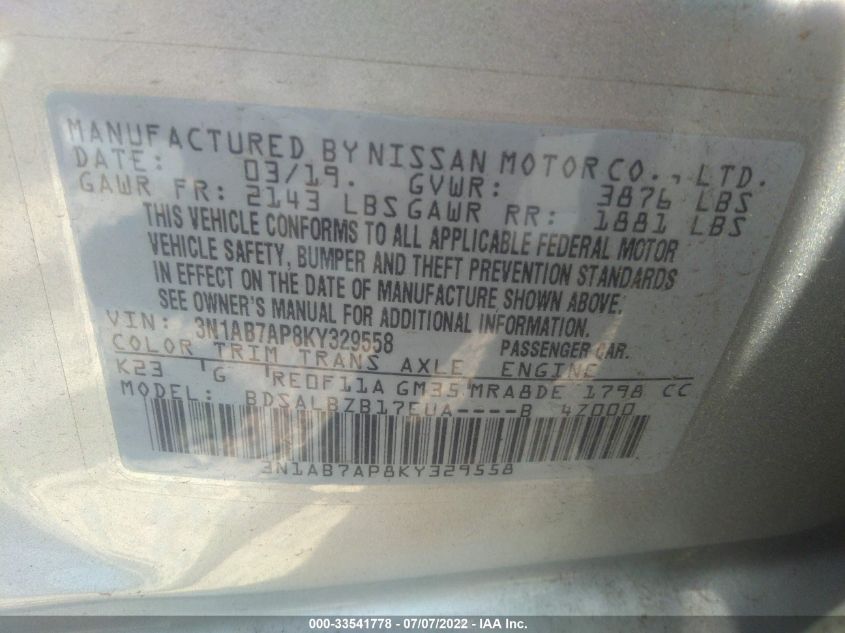 MANUFACTURED BY NISSAN MOTOR CO., LTD.
DATE: 03/19. GVWR: 3876 LBS
GAWR FR: 2143 LBS GAWR RR: 1881 LBS
THIS VEHICLE CONFORMS TO ALL APPLICABLE FEDERAL MOTOR
VEHICLE SAFETY, BUMPER AND THEFT PREVENTION STANDARDS
IN EFFECT ON THE DATE OF MANUFACTURE SHOWN ABOVE.
SEE OWNER'S MANUAL FOR ADDITIONAL INFORMATION.
VIN: 3N1AB7AP8KY329558 PASSENGER CAR.
COLOR TRIM TRANS AXLE ENGINE
K23 G RE0F11A GM35 MRA8DE 1798 CC
MODEL: BDSALBZB17EUA----B 47000
3N1AB7AP8KY329558
000-33541778 - 07/07/2022 - IAA Inc.